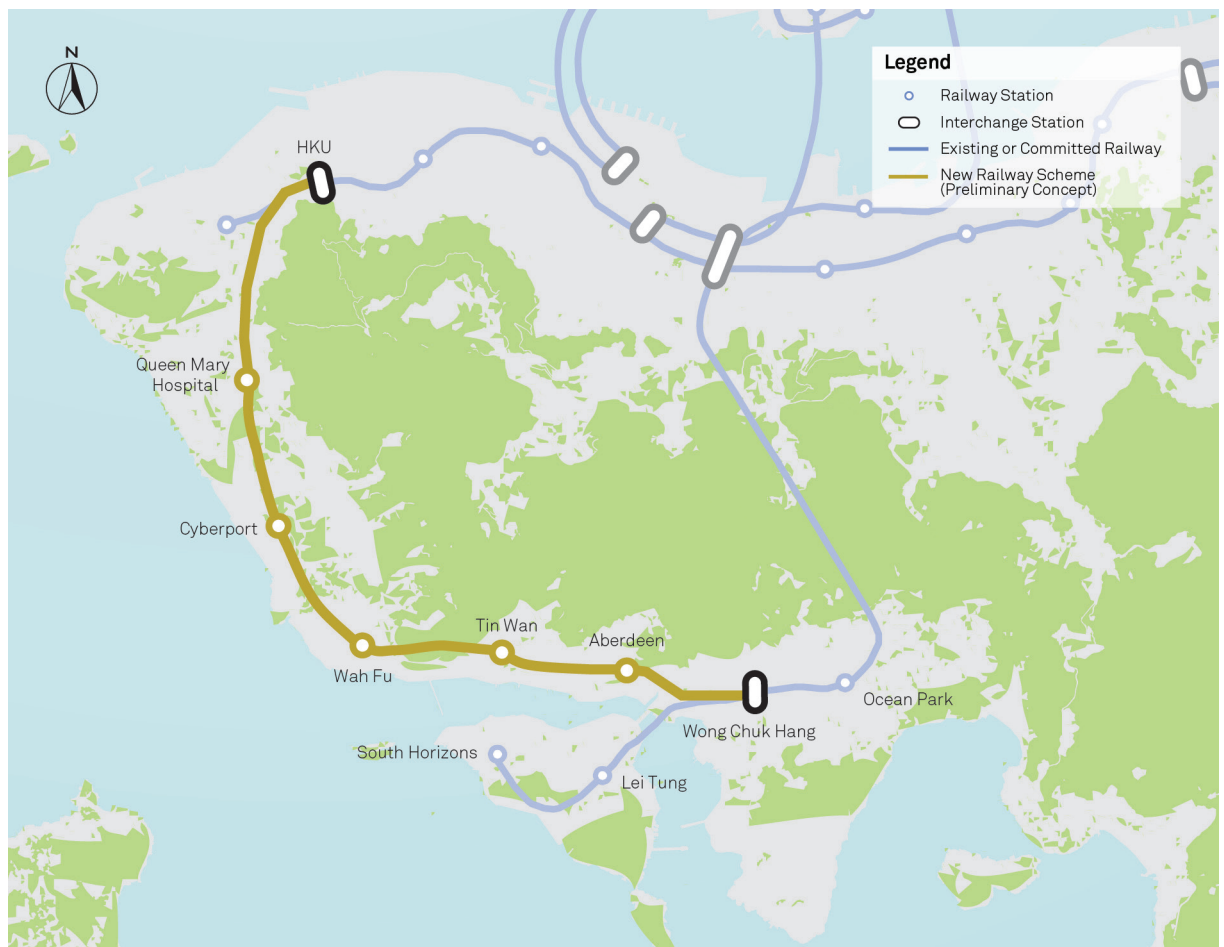 N
Legend
Railway Station
Interchange Station
Existing or Committed Railway
New Railway Scheme
(Preliminary Concept)
HKU
Queen Mary
Hospital
Cyberport
Wah Fu
Tin Wan
Aberdeen
Wong Chuk Hang
Ocean Park
South Horizons
Lei Tung